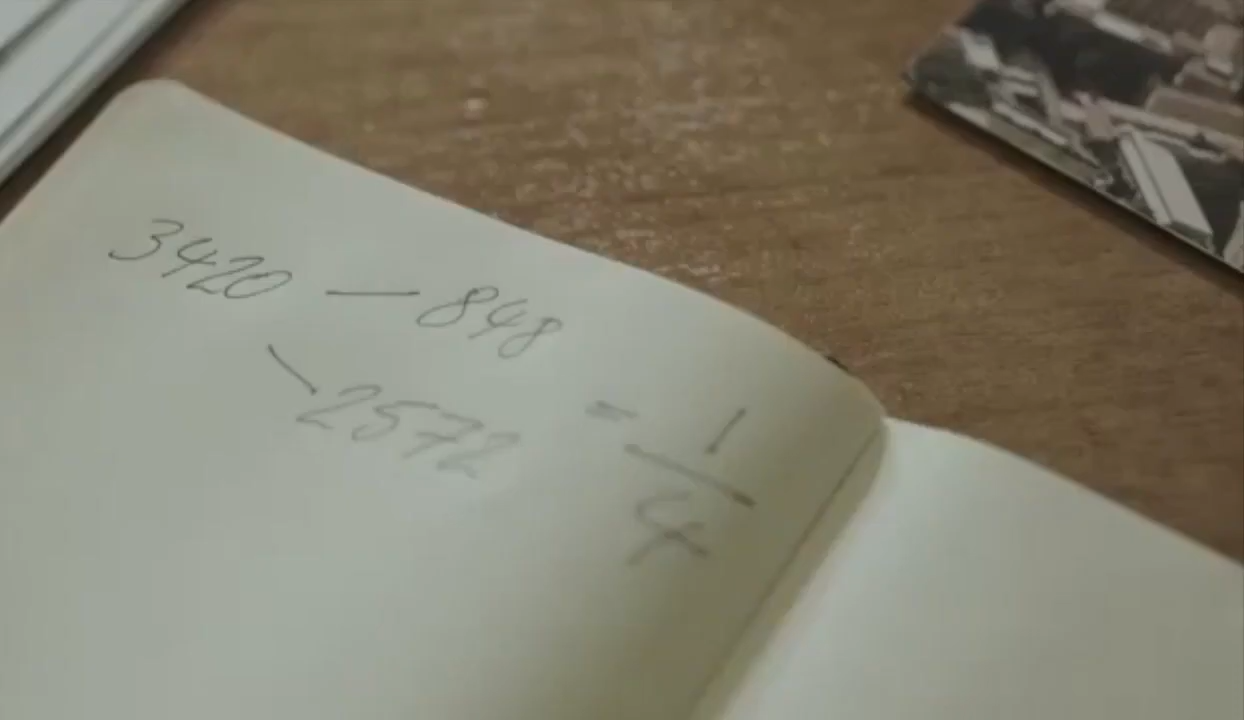 3420 — 848
\ 2572
= 1/4